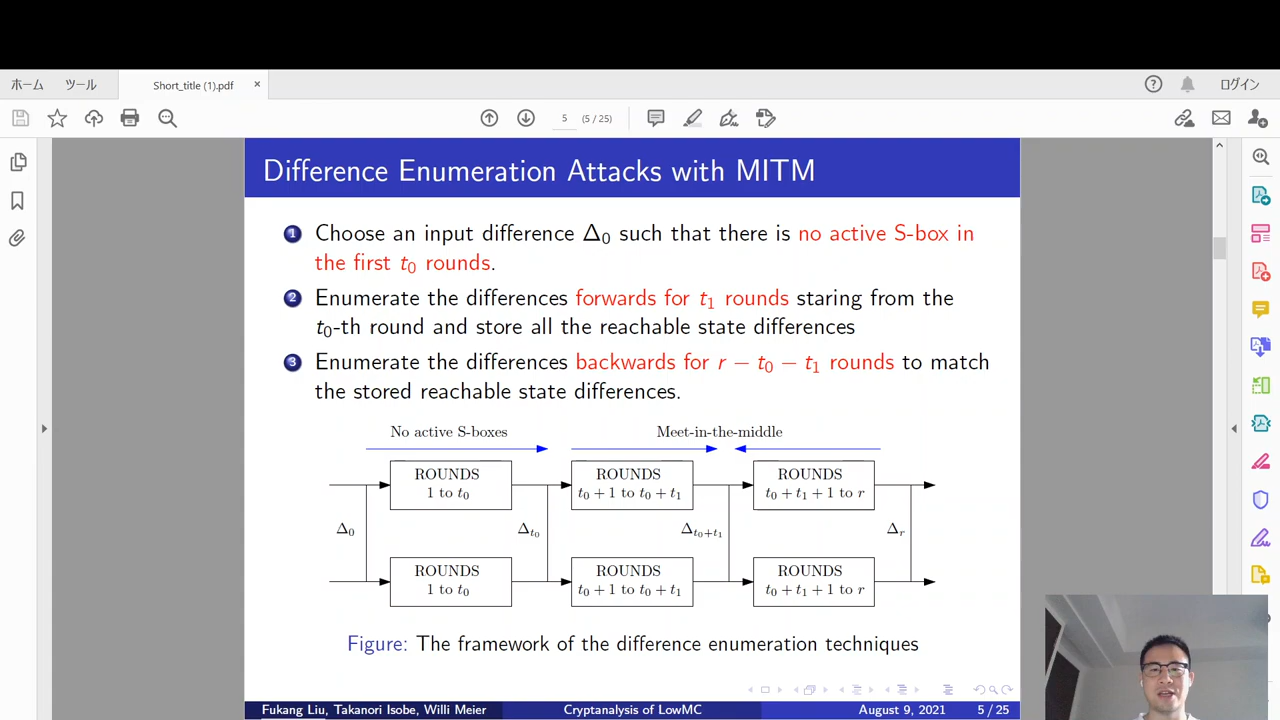 ホーム ツール Short_title (1).pdf × ログイン
5 (5 / 25)
Difference Enumeration Attacks with MITM
1 Choose an input difference Δ₀ such that there is no active S-box in
the first t₀ rounds.
2 Enumerate the differences forwards for t₁ rounds staring from the
t₀-th round and store all the reachable state differences
3 Enumerate the differences backwards for r − t₀ − t₁ rounds to match
the stored reachable state differences.
No active S-boxes Meet-in-the-middle
ROUNDS ROUNDS ROUNDS
1 to t₀ t₀ + 1 to t₀ + t₁ t₀ + t₁ + 1 to r
Δ₀ Δt₀ Δt₀+t₁ Δr
ROUNDS ROUNDS ROUNDS
1 to t₀ t₀ + 1 to t₀ + t₁ t₀ + t₁ + 1 to r
Figure: The framework of the difference enumeration techniques
Fukang Liu, Takanori Isobe, Willi Meier Cryptanalysis of LowMC August 9, 2021 5 / 25